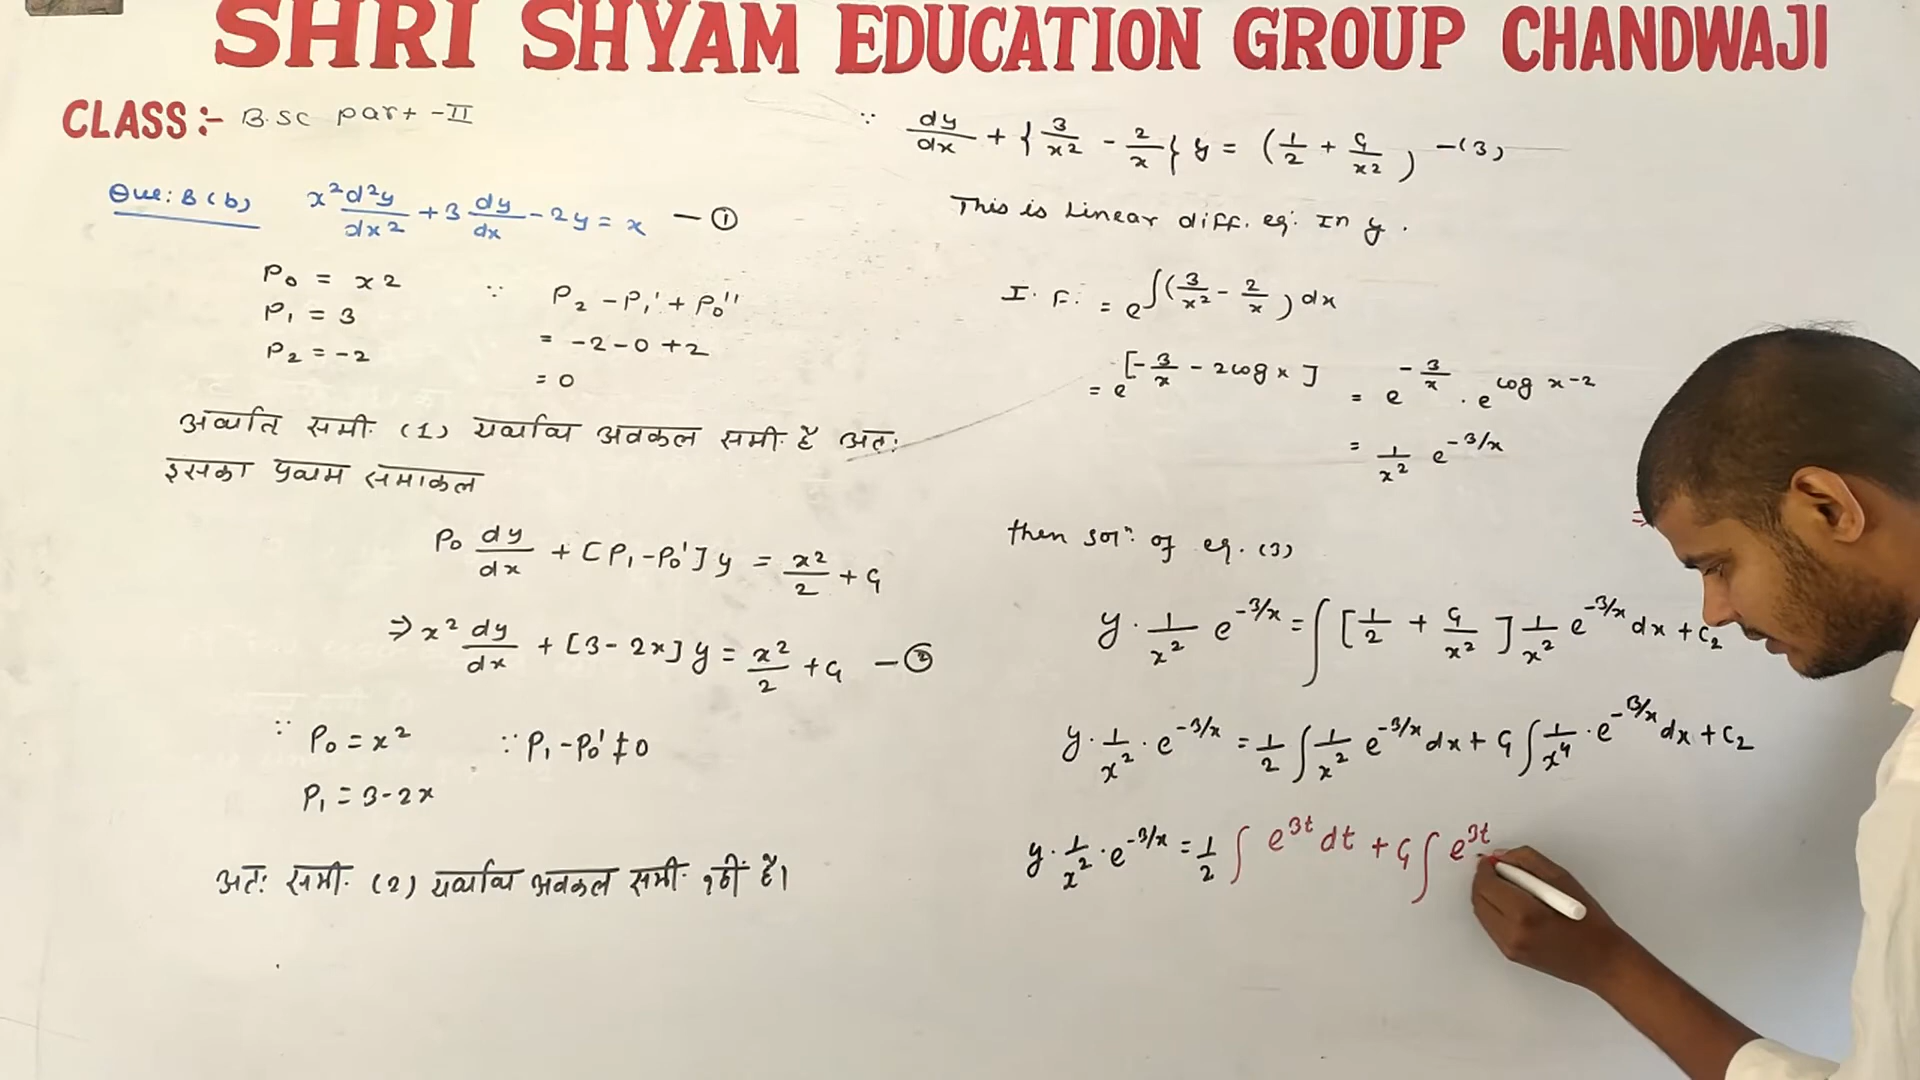 SHRI SHYAM EDUCATION GROUP CHANDWAJI
CLASS:- B.SC part -II
Que: B(b) x²d²y/dx² + 3 dy/dx - 2y = x —①
P₀ = x²
P₁ = 3
P₂ = -2
∵ P₂ - P₁' + P₀''
= -2 - 0 + 2
= 0
अर्थात समी. (1) यथार्थ अवकल समी. है अतः
इसका प्रथम समाकल
P₀ dy/dx + [P₁ - P₀'] y = x²/2 + C₁
⇒ x² dy/dx + [3 - 2x] y = x²/2 + C₁ —②
∵ P₀ = x² ∵ P₁ - P₀' ≠ 0
P₁ = 3 - 2x
अतः समी. (2) यथार्थ अवकल समी. नहीं है।
∵ dy/dx + {3/x² - 2/x} y = (1/2 + C₁/x²) —(3)
This is Linear diff. eq. In y.
I.F. = e^∫(3/x² - 2/x) dx
= e^[-3/x - 2log x] = e^-3/x . e^log x-2
= 1/x² e^-3/x
then solⁿ. of eq. (3)
y . 1/x² e^-3/x = ∫[1/2 + C₁/x²] 1/x² e^-3/x dx + C₂
y . 1/x² . e^-3/x = 1/2 ∫ 1/x² e^-3/x dx + C₁ ∫ 1/x⁴ . e^-3/x dx + C₂
y . 1/x² . e^-3/x = 1/2 ∫ e^3t dt + C₁ ∫ e^3t